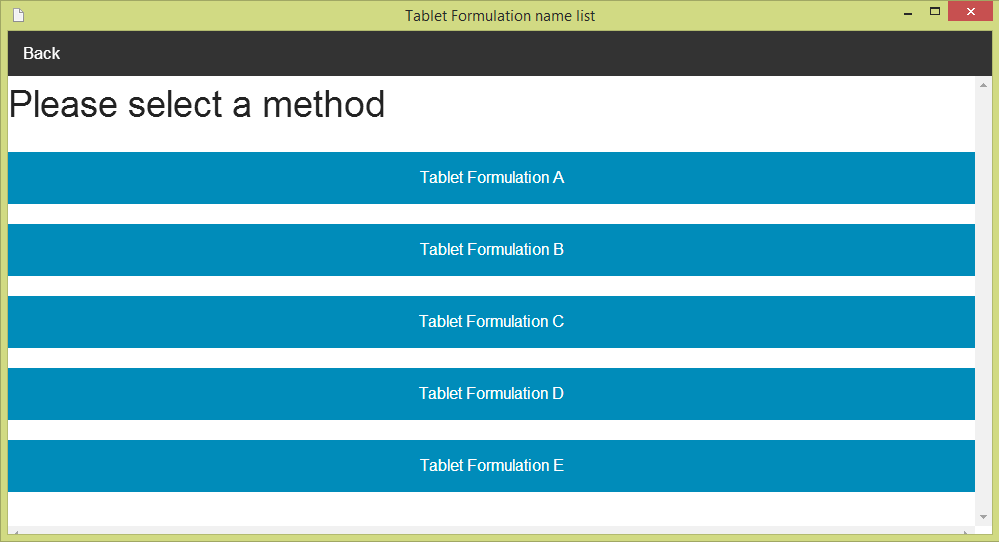 Tablet Formulation name list
Back
Please select a method
Tablet Formulation A
Tablet Formulation B
Tablet Formulation C
Tablet Formulation D
Tablet Formulation E